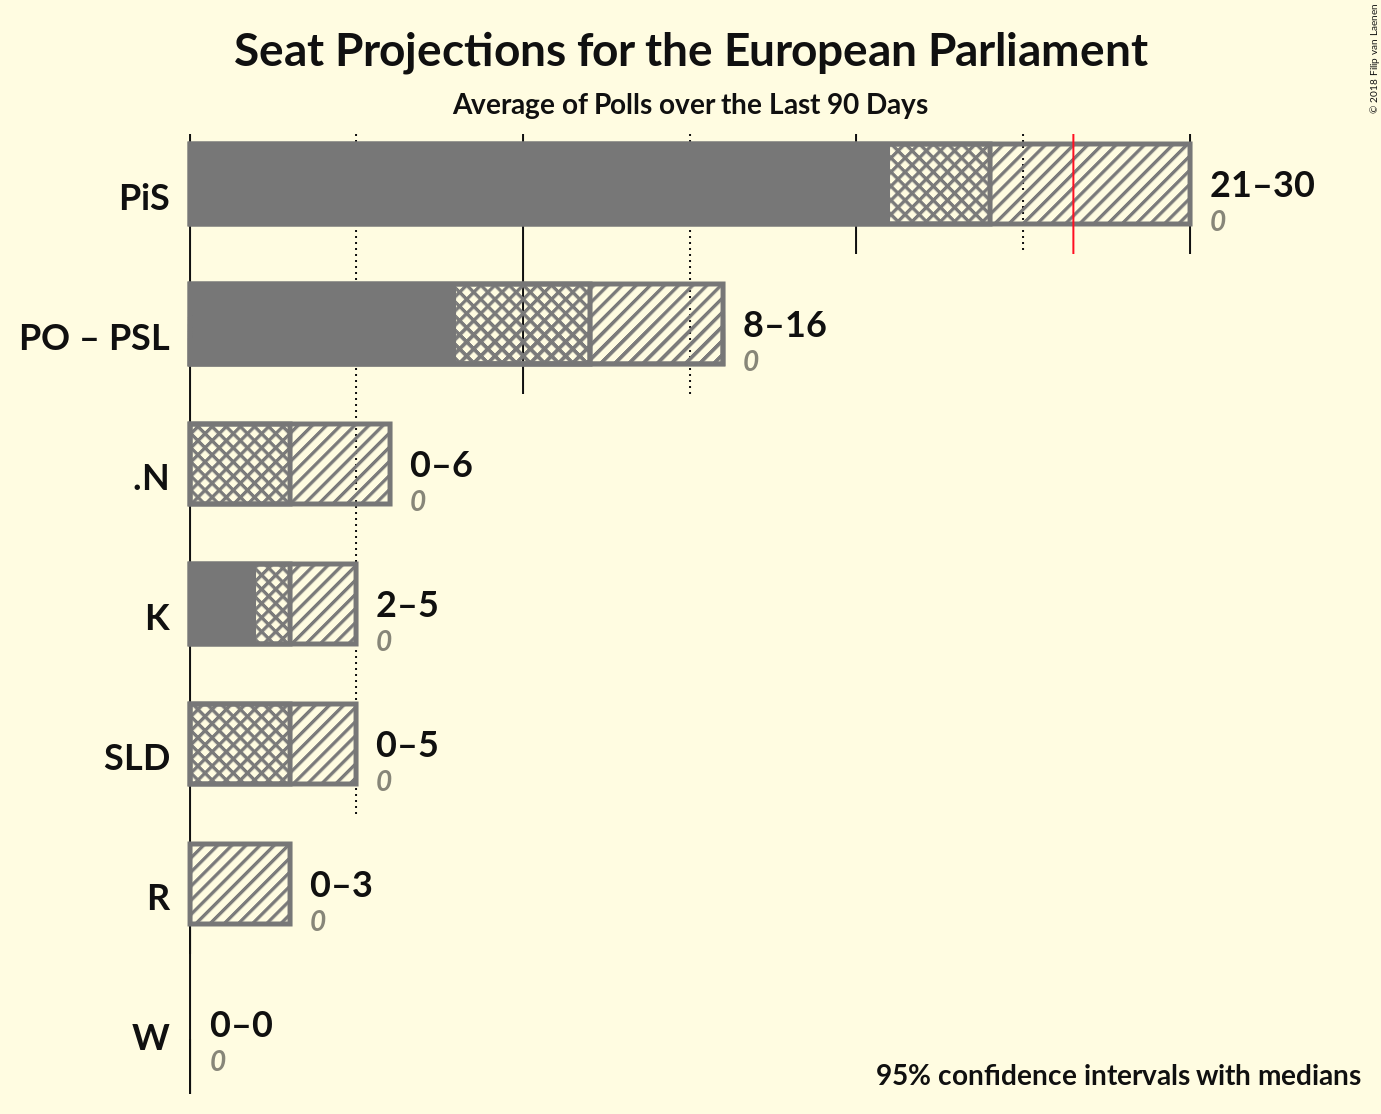 Seat Projections for the European Parliament
Average of Polls over the Last 90 Days
© 2018 Filip van Laenen
PiS
21–30
0
PO – PSL
8–16
0
.N
0–6
0
K
2–5
0
SLD
0–5
0
R
0–3
0
W
0–0
0
95% confidence intervals with medians